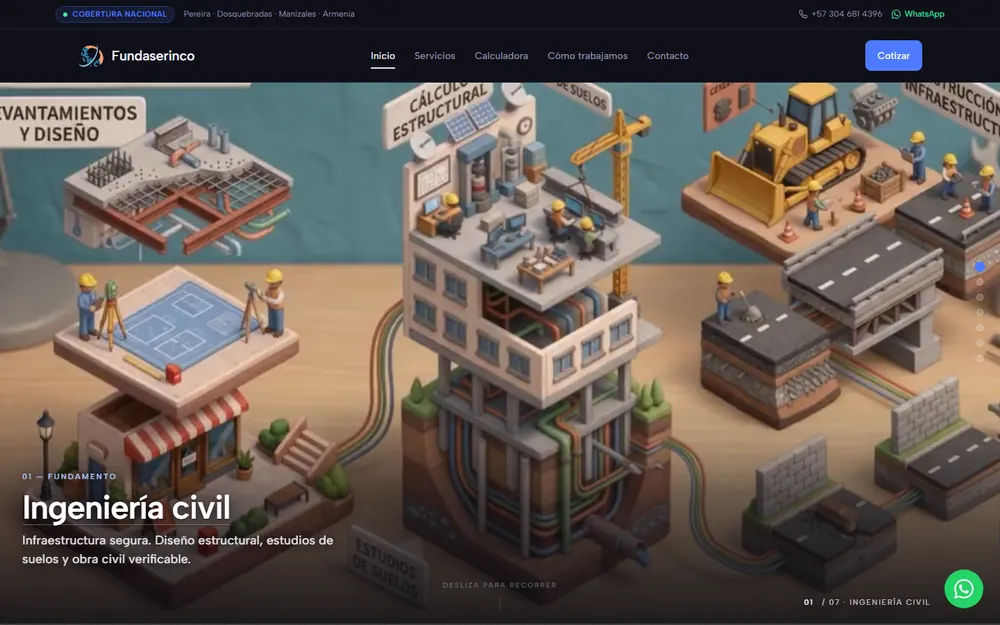 COBERTURA NACIONAL
Pereira · Dosquebradas · Manizales · Armenia
+57 304 681 4396
WhatsApp
Fundaserinco
Inicio
Servicios
Calculadora
Cómo trabajamos
Contacto
Cotizar
EVANTAMIENTOS
Y DISEÑO
CÁLCULO
ESTRUCTURAL
DE SUELOS
STRUCCIÓN
INFRAESTRUCT
01 — FUNDAMENTO
Ingeniería civil
Infraestructura segura. Diseño estructural, estudios de
suelos y obra civil verificable.
ESTUDIOS
DE SUELOS
DESLIZA PARA RECORRER
01 / 07 · INGENIERÍA CIVIL